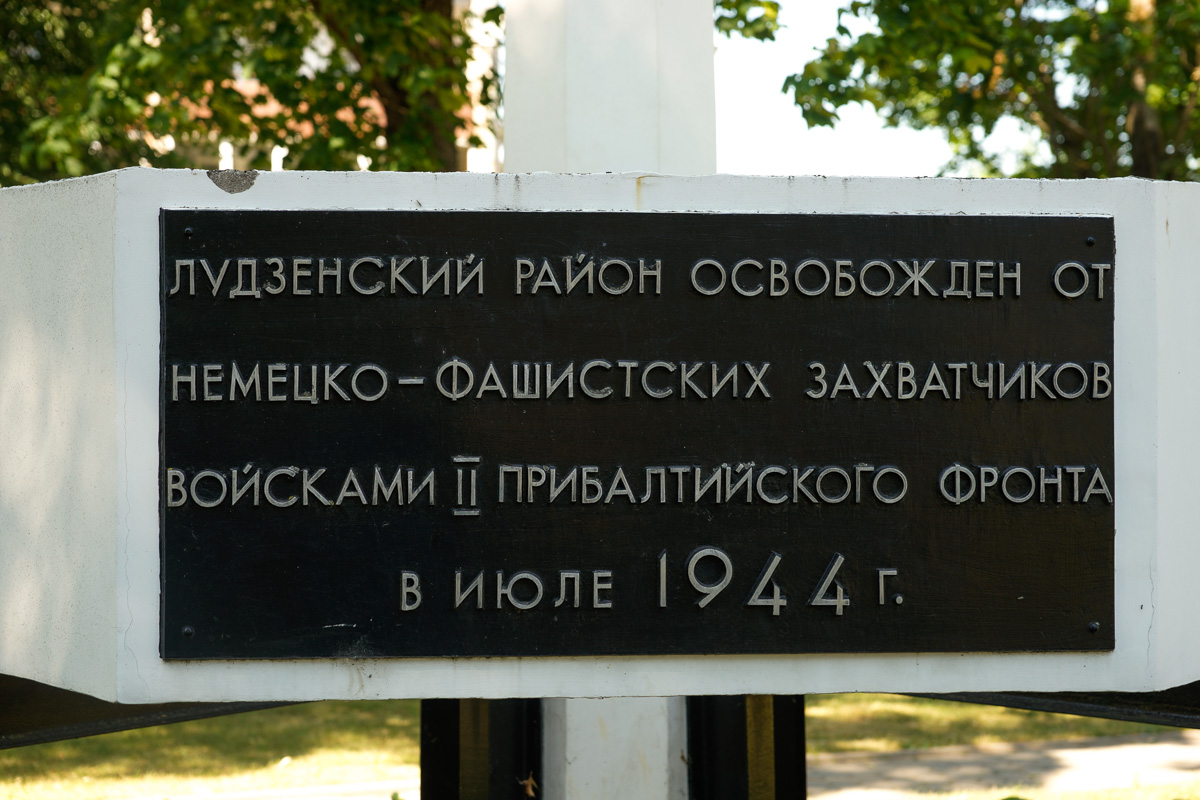 ЛУДЗЕНСКИЙ РАЙОН ОСВОБОЖДЕН ОТ
НЕМЕЦКО–ФАШИСТСКИХ ЗАХВАТЧИКОВ
ВОЙСКАМИ II ПРИБАЛТИЙСКОГО ФРОНТА
В ИЮЛЕ 1944 Г.